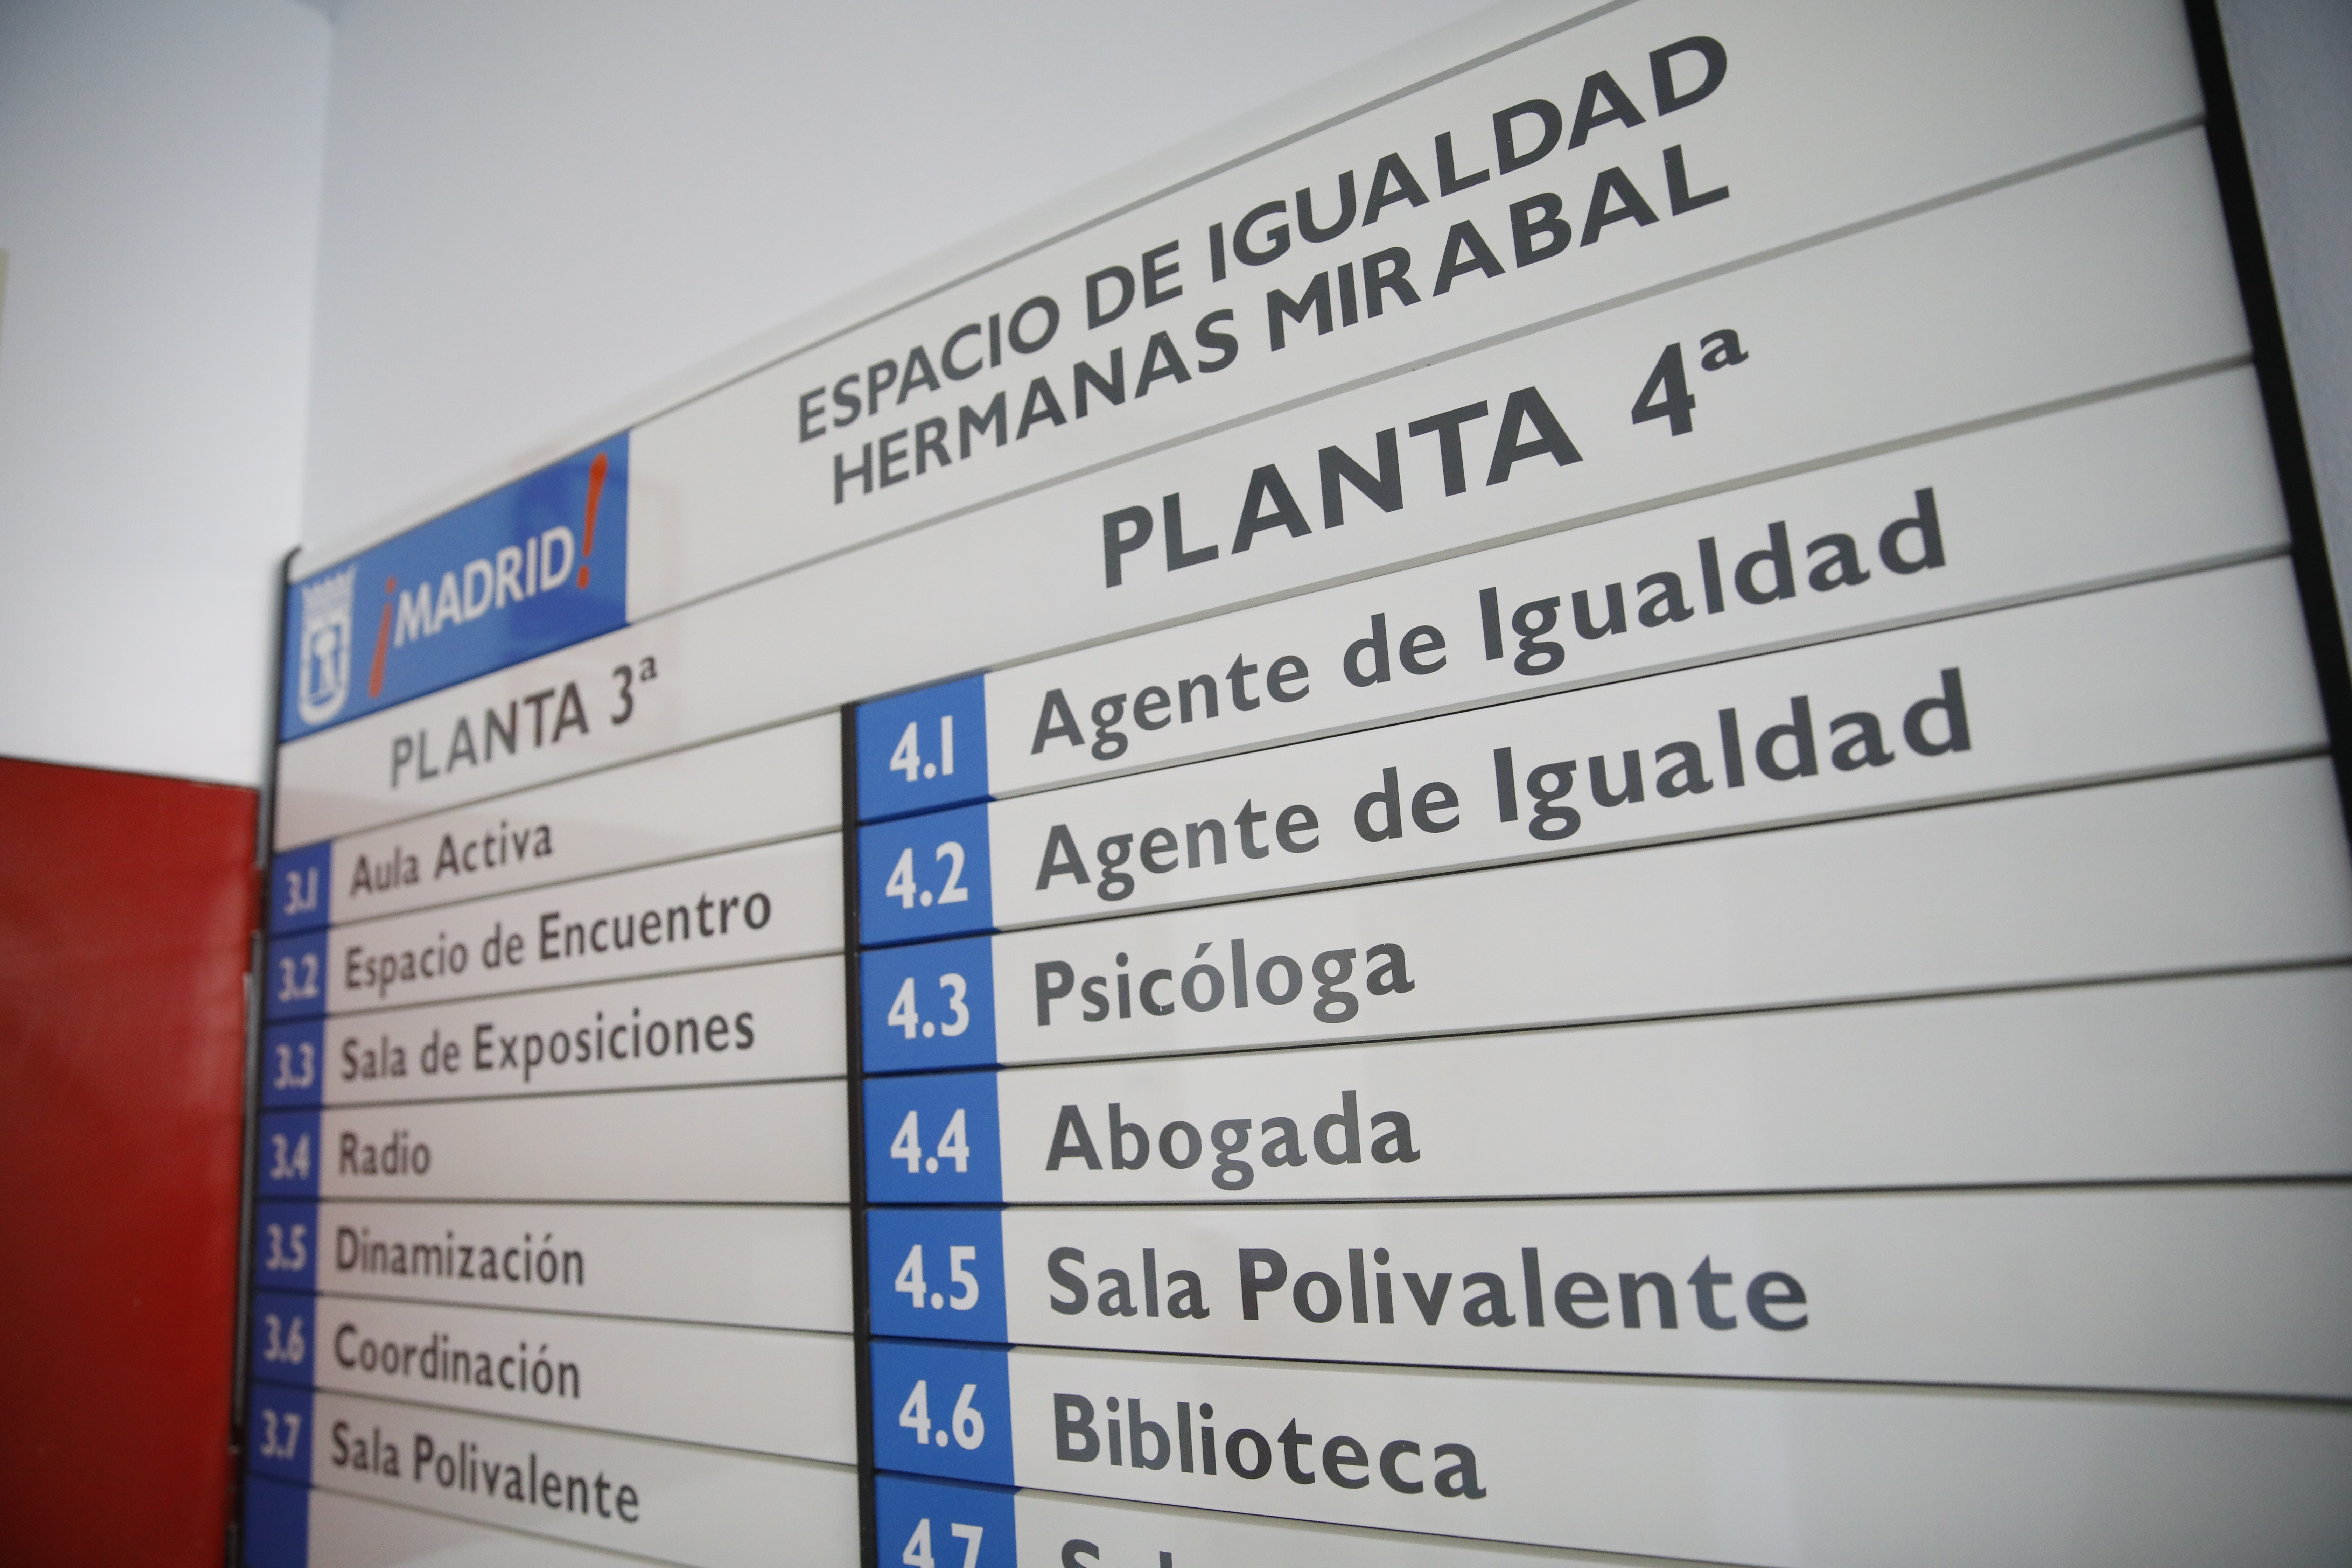 ESPACIO DE IGUALDAD
HERMANAS MIRABAL
¡MADRID!
PLANTA 3ª
3.1 Aula Activa
3.2 Espacio de Encuentro
3.3 Sala de Exposiciones
3.4 Radio
3.5 Dinamización
3.6 Coordinación
3.7 Sala Polivalente
PLANTA 4ª
4.1 Agente de Igualdad
4.2 Agente de Igualdad
4.3 Psicóloga
4.4 Abogada
4.5 Sala Polivalente
4.6 Biblioteca
4.7